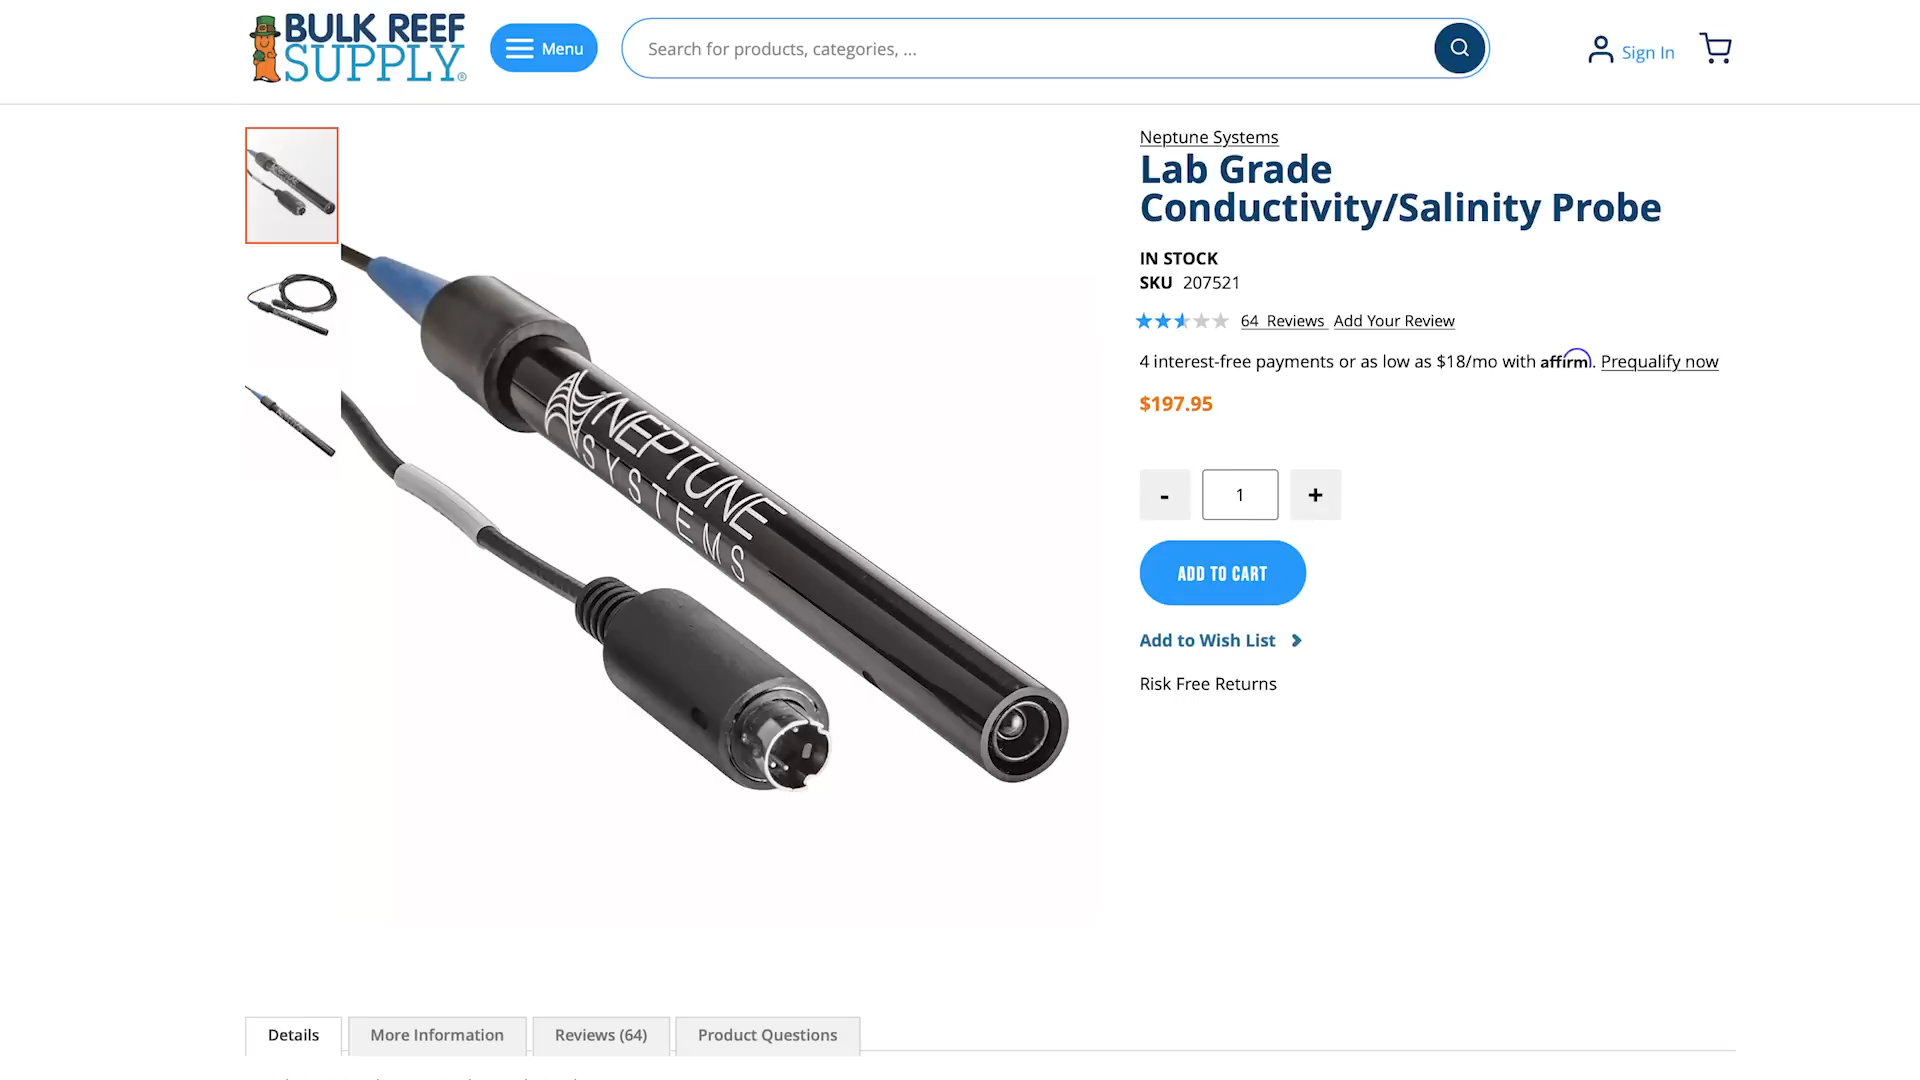 BULK REEF
SUPPLY®
Menu
Search for products, categories, ...
Sign In
Neptune Systems
Lab Grade
Conductivity/Salinity Probe
IN STOCK
SKU 207521
64 Reviews Add Your Review
4 interest-free payments or as low as $18/mo with affirm. Prequalify now
$197.95
- 1 +
ADD TO CART
Add to Wish List
Risk Free Returns
NEPTUNE
SYSTEMS
Details
More Information
Reviews (64)
Product Questions